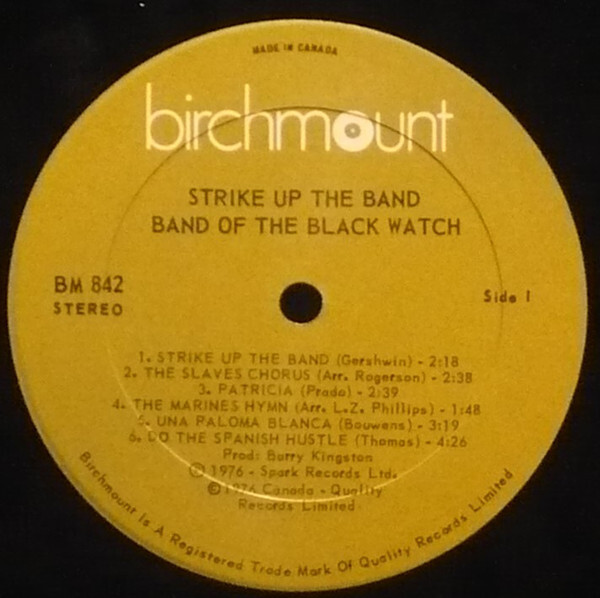 MADE IN CANADA
birchmount
STRIKE UP THE BAND
BAND OF THE BLACK WATCH
BM 842
STEREO
Side 1
1. STRIKE UP THE BAND (Gershwin) - 2:18
2. THE SLAVES CHORUS (Arr. Rogerson) - 2:38
3. PATRICIA (Prado) - 2:39
4. THE MARINES HYMN (Arr. L.Z. Phillips) - 1:48
5. UNA PALOMA BLANCA (Bouwens) - 3:19
6. DO THE SPANISH HUSTLE (Thomas) - 4:26
Prod: Barry Kingston
Ⓟ 1976 - Spark Records Ltd.
©1976 Canada - Quality
Records Limited
Birchmount Is A Registered Trade Mark Of Quality Records Limited